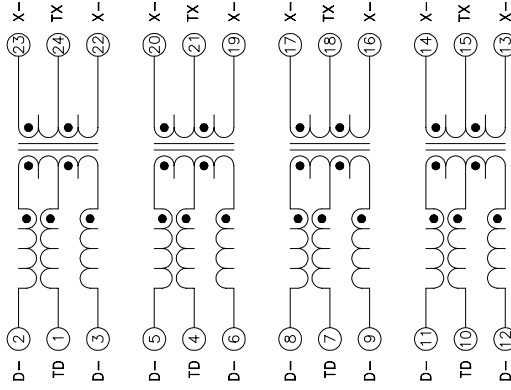 X- TX X- X- TX X- X- TX X- X- TX X-
23 24 22 20 21 19 17 18 16 14 15 13
2 1 3 5 4 6 8 7 9 11 10 12
D- TD D- D- TD D- D- TD D- D- TD D-